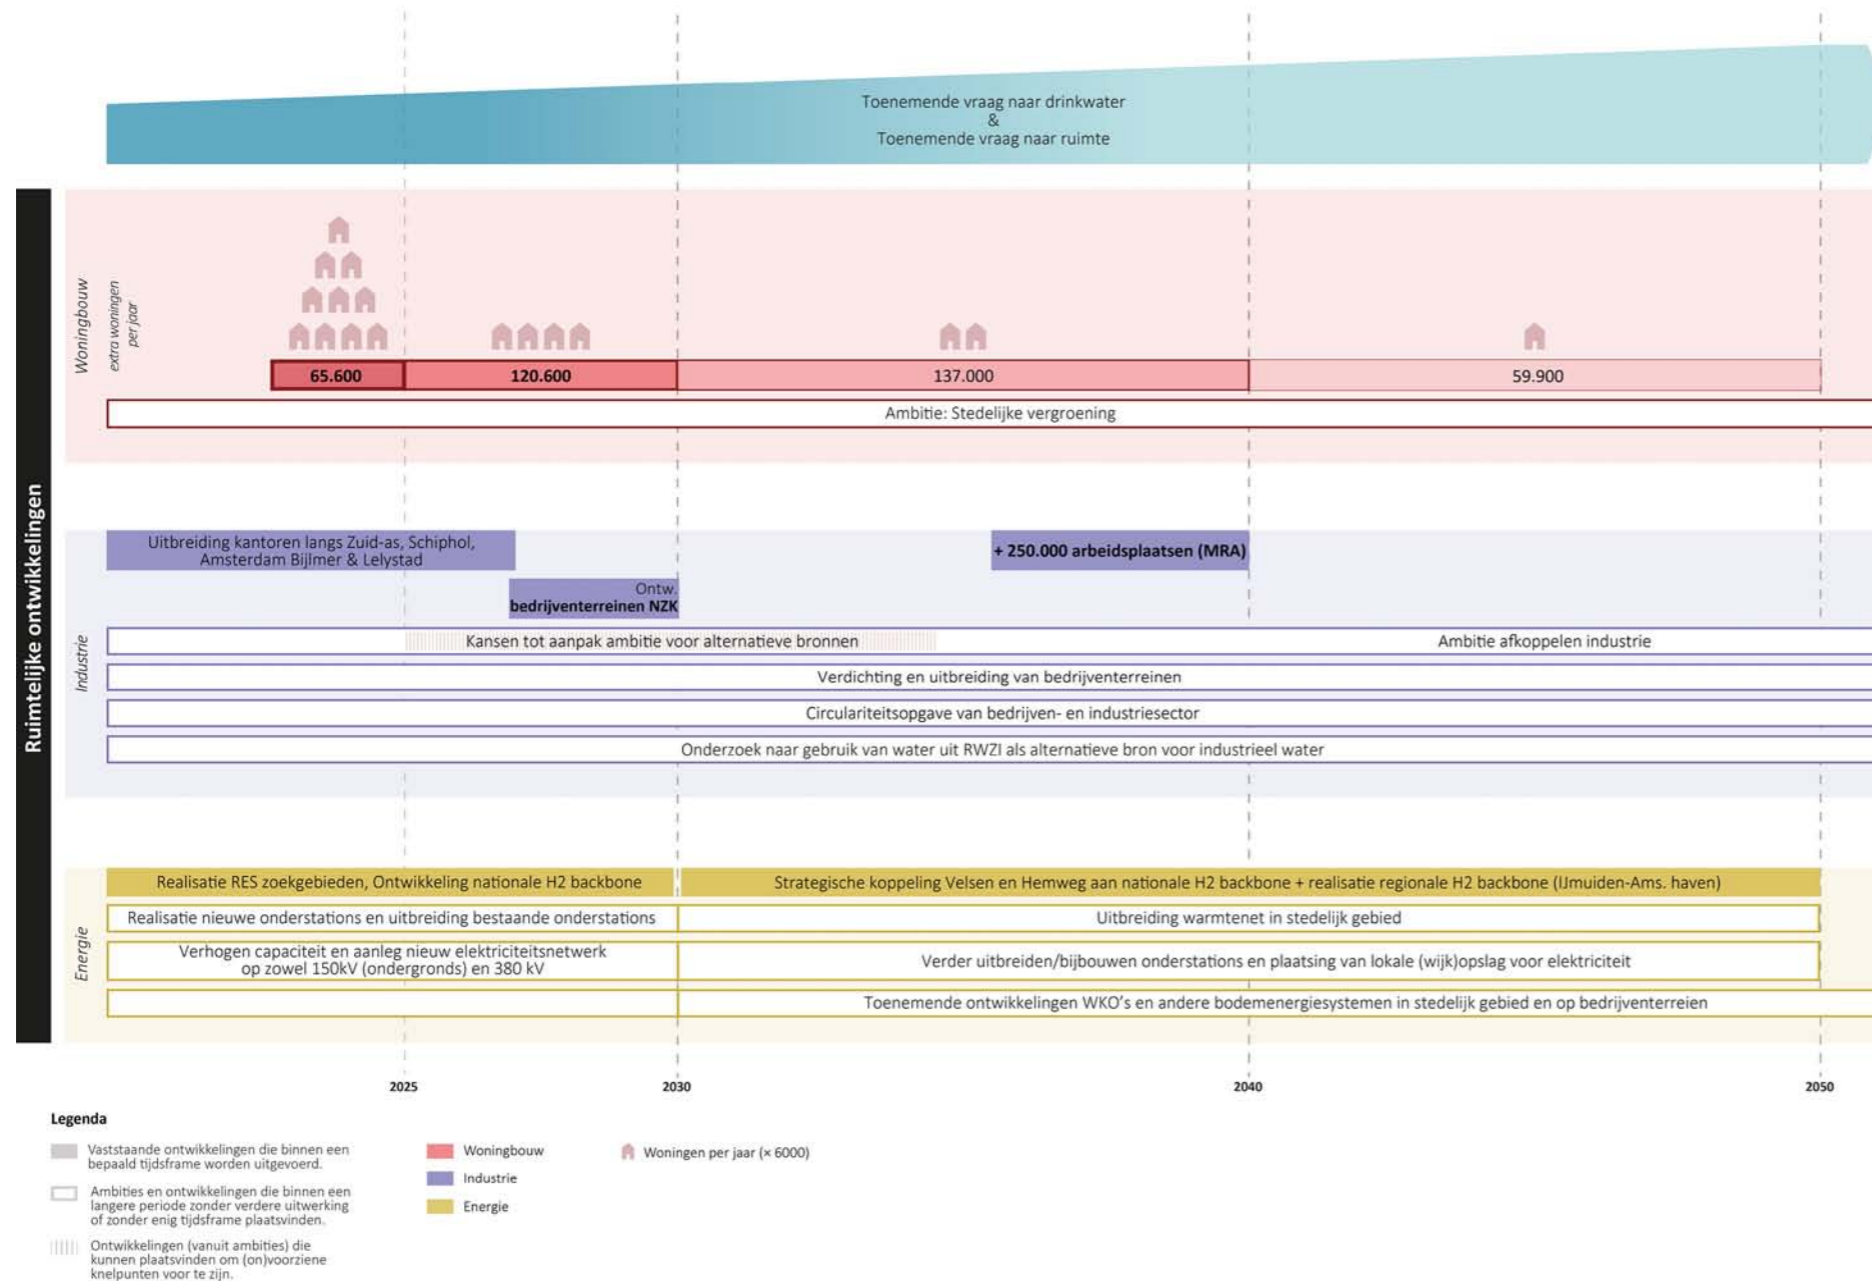 Toenemende vraag naar drinkwater
&
Toenemende vraag naar ruimte
Ruimtelijke ontwikkelingen
Woningbouw
extra woningen
per jaar
65.600
120.600
137.000
59.900
Ambitie: Stedelijke vergroening
Industrie
Uitbreiding kantoren langs Zuid-as, Schiphol,
Amsterdam Bijlmer & Lelystad
+ 250.000 arbeidsplaatsen (MRA)
Ontw.
bedrijventerreinen NZK
Kansen tot aanpak ambitie voor alternatieve bronnen
Ambitie afkoppelen industrie
Verdichting en uitbreiding van bedrijventerreinen
Circulariteitsopgave van bedrijven- en industriesector
Onderzoek naar gebruik van water uit RWZI als alternatieve bron voor industrieel water
Energie
Realisatie RES zoekgebieden, Ontwikkeling nationale H2 backbone
Strategische koppeling Velsen en Hemweg aan nationale H2 backbone + realisatie regionale H2 backbone (IJmuiden-Ams. haven)
Realisatie nieuwe onderstations en uitbreiding bestaande onderstations
Uitbreiding warmtenet in stedelijk gebied
Verhogen capaciteit en aanleg nieuw elektriciteitsnetwerk
op zowel 150kV (ondergronds) en 380 kV
Verder uitbreiden/bijbouwen onderstations en plaatsing van lokale (wijk)opslag voor elektriciteit
Toenemende ontwikkelingen WKO's en andere bodemenergiesystemen in stedelijk gebied en op bedrijventerreien
2025
2030
2040
2050
Legenda
Vaststaande ontwikkelingen die binnen een
bepaald tijdsframe worden uitgevoerd.
Ambities en ontwikkelingen die binnen een
langere periode zonder verdere uitwerking
of zonder enig tijdsframe plaatsvinden.
Ontwikkelingen (vanuit ambities) die
kunnen plaatsvinden om (on)voorziene
knelpunten voor te zijn.
Woningbouw
Industrie
Energie
Woningen per jaar (× 6000)